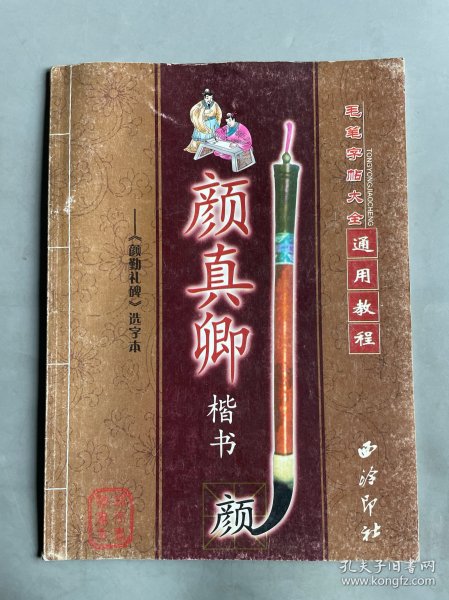 毛笔字帖大全
TONGYONGJIAOCHENG
通用教程
颜真卿
楷书
——《颜勤礼碑》选字本
颜
西泠印社
孔夫子旧书网
www.kongfz.com